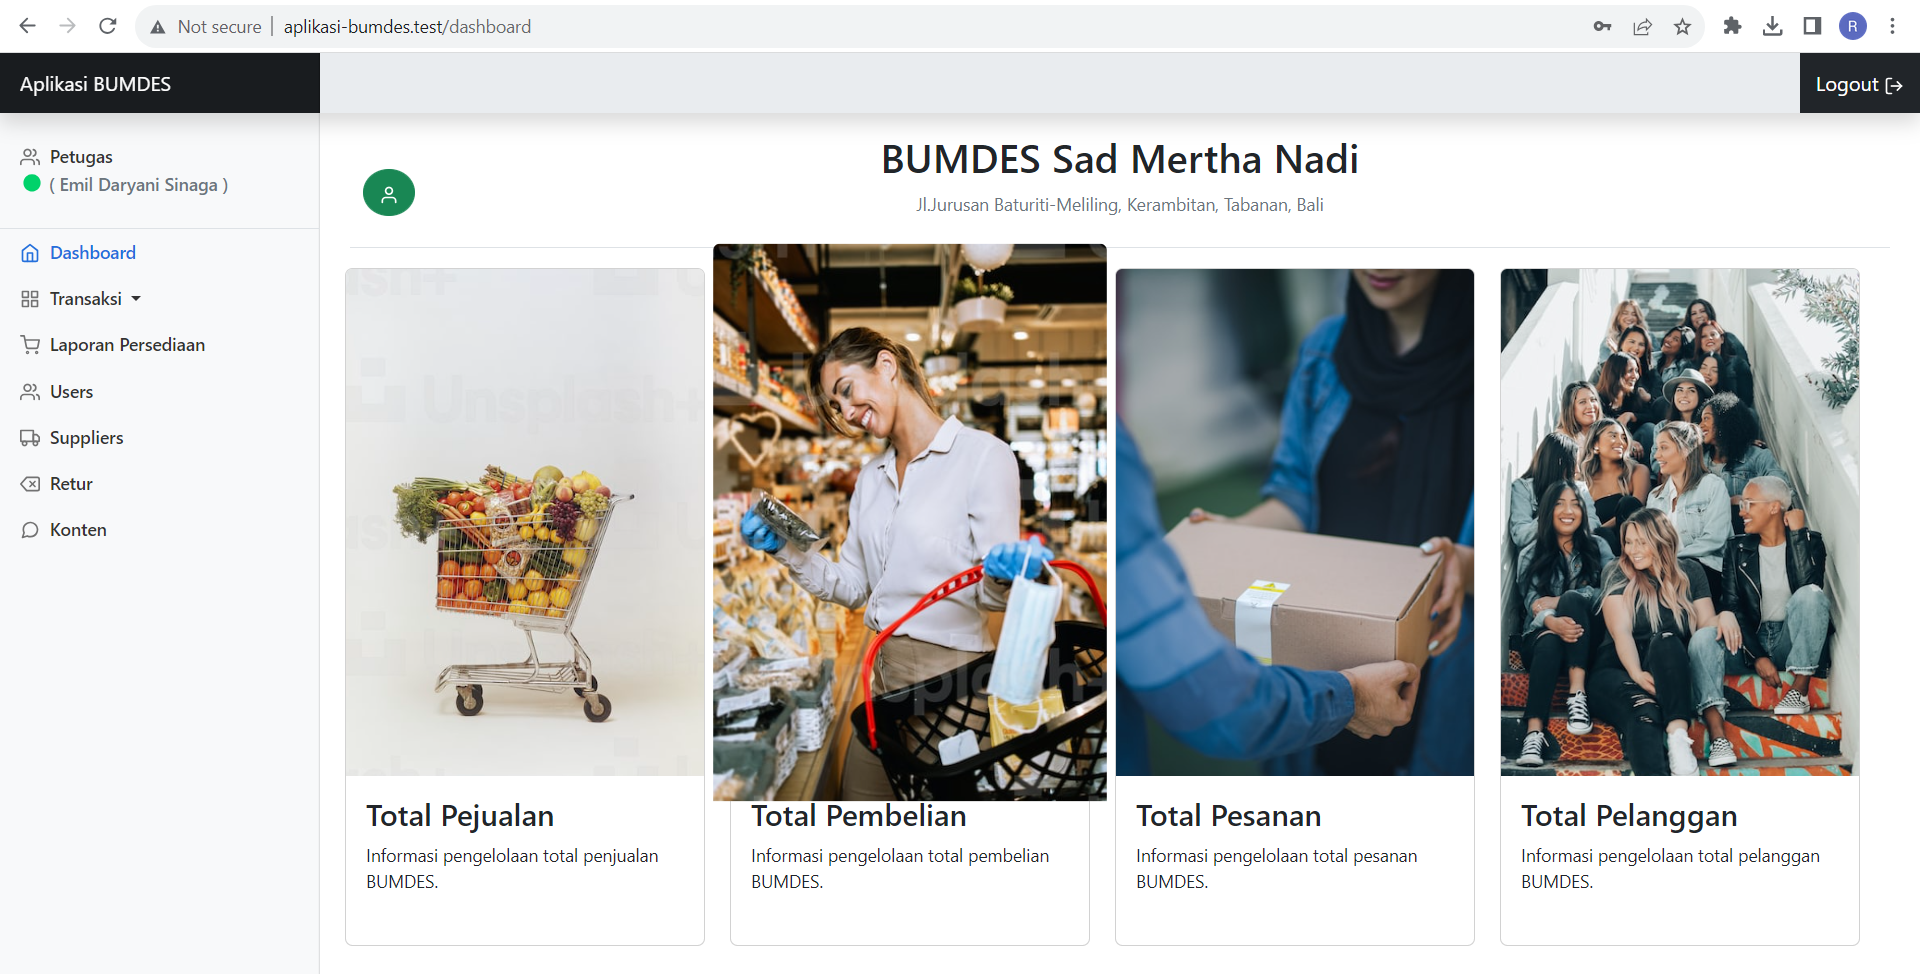 Not secure
aplikasi-bumdes.test/dashboard
R
Aplikasi BUMDES
Logout
Petugas
( Emil Daryani Sinaga )
Dashboard
Transaksi
Laporan Persediaan
Users
Suppliers
Retur
Konten
BUMDES Sad Mertha Nadi
Jl.Jurusan Baturiti-Meliling, Kerambitan, Tabanan, Bali
Unsplash+
Total Pejualan
Informasi pengelolaan total penjualan
BUMDES.
Total Pembelian
Informasi pengelolaan total pembelian
BUMDES.
Total Pesanan
Informasi pengelolaan total pesanan
BUMDES.
Total Pelanggan
Informasi pengelolaan total pelanggan
BUMDES.